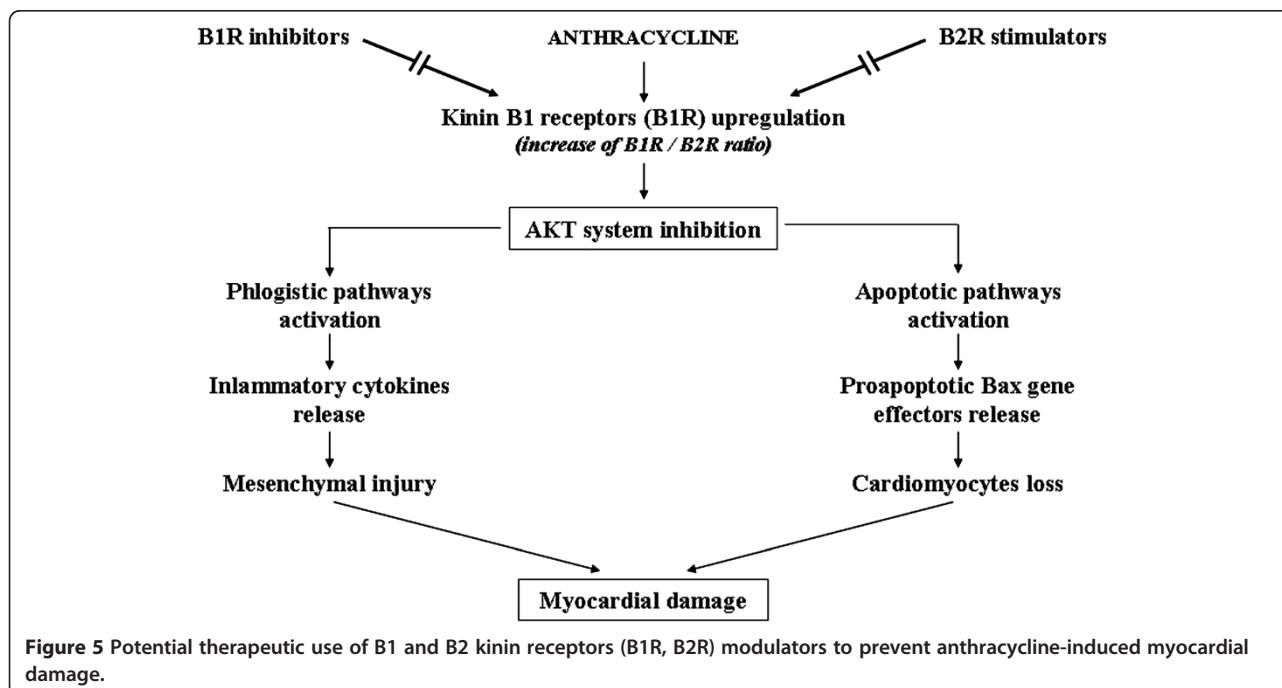 B1R inhibitors
ANTHRACYCLINE
B2R stimulators
Kinin B1 receptors (B1R) upregulation
(increase of B1R / B2R ratio)
AKT system inhibition
Phlogistic pathways
activation
Apoptotic pathways
activation
Inlammatory cytokines
release
Proapoptotic Bax gene
effectors release
Mesenchymal injury
Cardiomyocytes loss
Myocardial damage
Figure 5 Potential therapeutic use of B1 and B2 kinin receptors (B1R, B2R) modulators to prevent anthracycline-induced myocardial
damage.